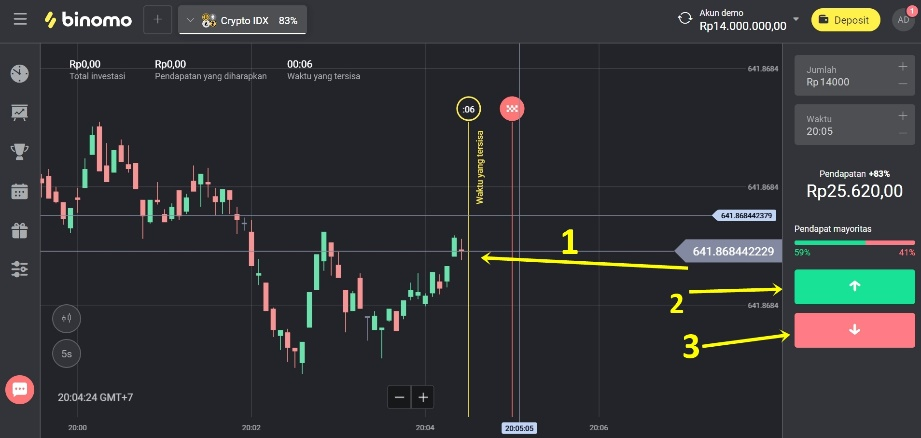 binomo
+
Crypto IDX 83%
Akun demo
Rp14.000.000,00
Deposit
AD
1
Rp0,00
Total investasi
Rp0,00
Pendapatan yang diharapkan
00:06
Waktu yang tersisa
641.8684
:06
Waktu yang tersisa
641.8684
641.868442379
641.868442229
641.8684
1
2
3
Jumlah
+
Rp14000
−
Waktu
+
20:05
−
Pendapatan +83%
Rp25.620,00
Pendapat mayoritas
59% 41%
5s
20:04:24 GMT+7
− +
20:00
20:02
20:04
20:05:05
20:06